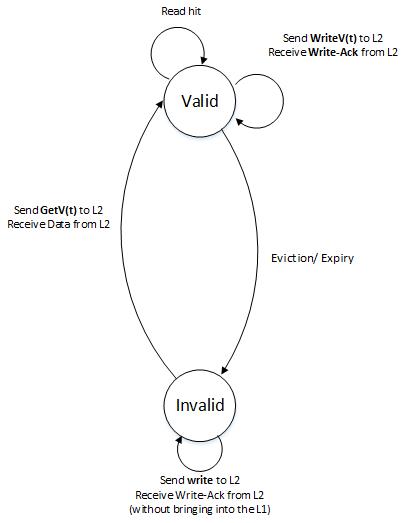 Read hit
Send WriteV(t) to L2
Receive Write-Ack from L2
Valid
Send GetV(t) to L2
Receive Data from L2
Eviction/ Expiry
Invalid
Send write to L2
Receive Write-Ack from L2
(without bringing into the L1)